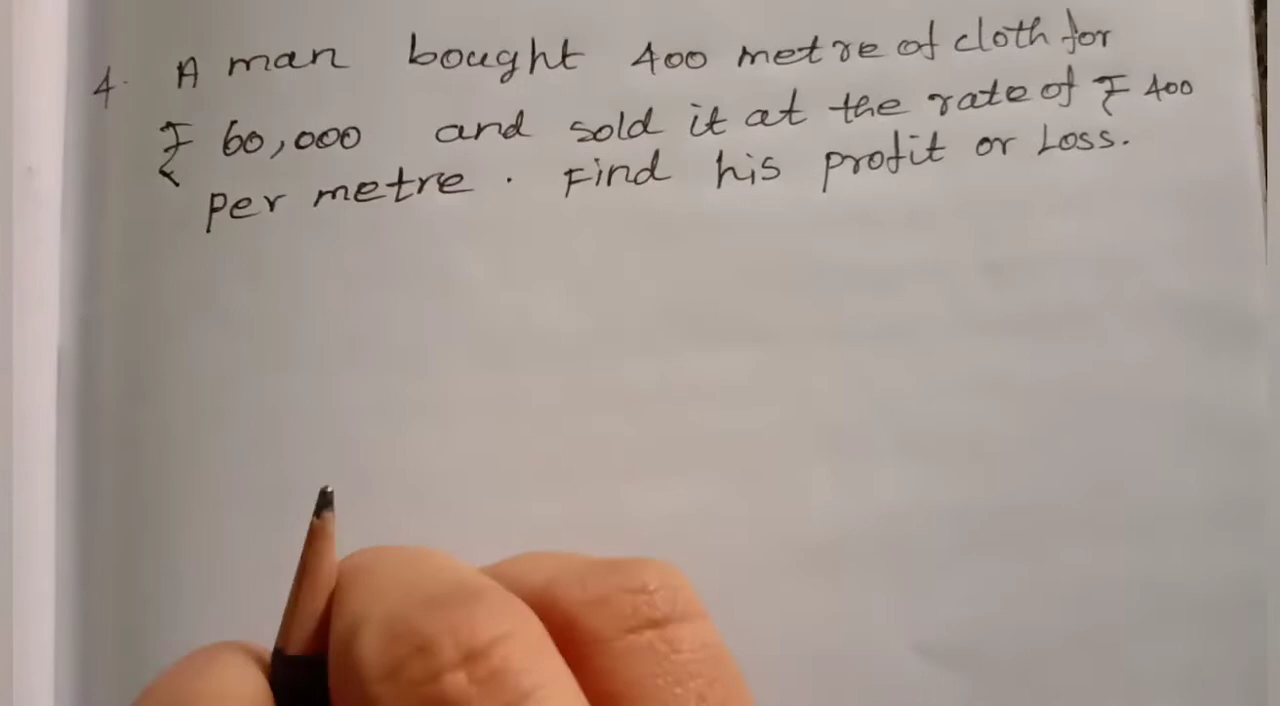 4. A man bought 400 metre of cloth for
₹ 60,000 and sold it at the rate of ₹ 400
per metre. Find his profit or Loss.